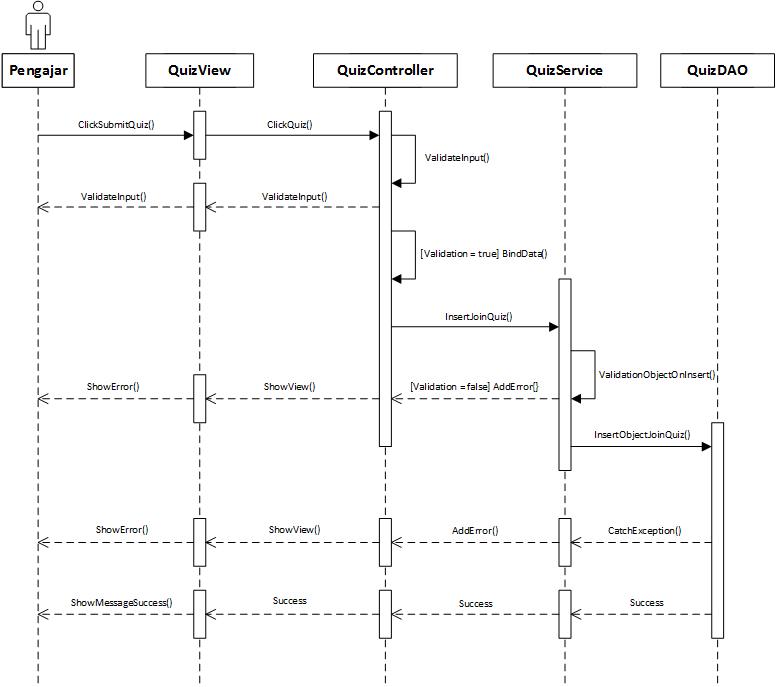 Pengajar
QuizView
QuizController
QuizService
QuizDAO
ClickSubmitQuiz()
ClickQuiz()
ValidateInput()
ValidateInput()
ValidateInput()
[Validation = true] BindData()
InsertJoinQuiz()
ValidationObjectOnInsert()
ShowError()
ShowView()
[Validation = false] AddError{}
InsertObjectJoinQuiz()
ShowError()
ShowView()
AddError()
CatchException()
ShowMessageSuccess()
Success
Success
Success